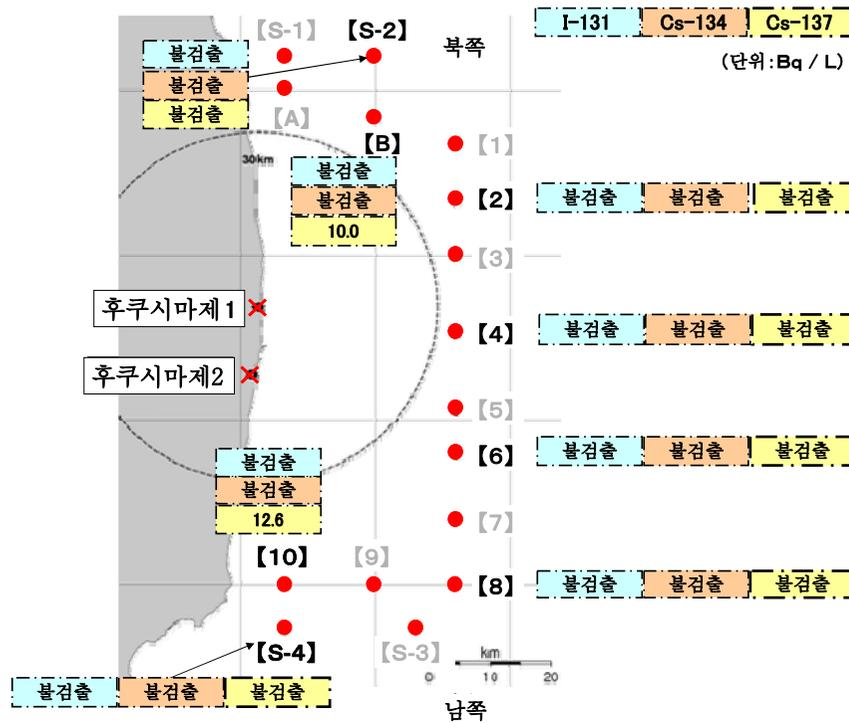 I-131 Cs-134 Cs-137
(단위:Bq / L)
【S-1】 【S-2】 북쪽
불검출
불검출
불검출
【A】
【B】
30km
불검출
불검출
10.0
【1】
【2】 불검출 불검출 불검출
【3】
후쿠시마제1
【4】 불검출 불검출 불검출
후쿠시마제2
【5】
【6】 불검출 불검출 불검출
불검출
불검출
12.6
【7】
【10】 【9】
【8】 불검출 불검출 불검출
【S-4】 【S-3】
km
0 10 20
불검출 불검출 불검출
남쪽